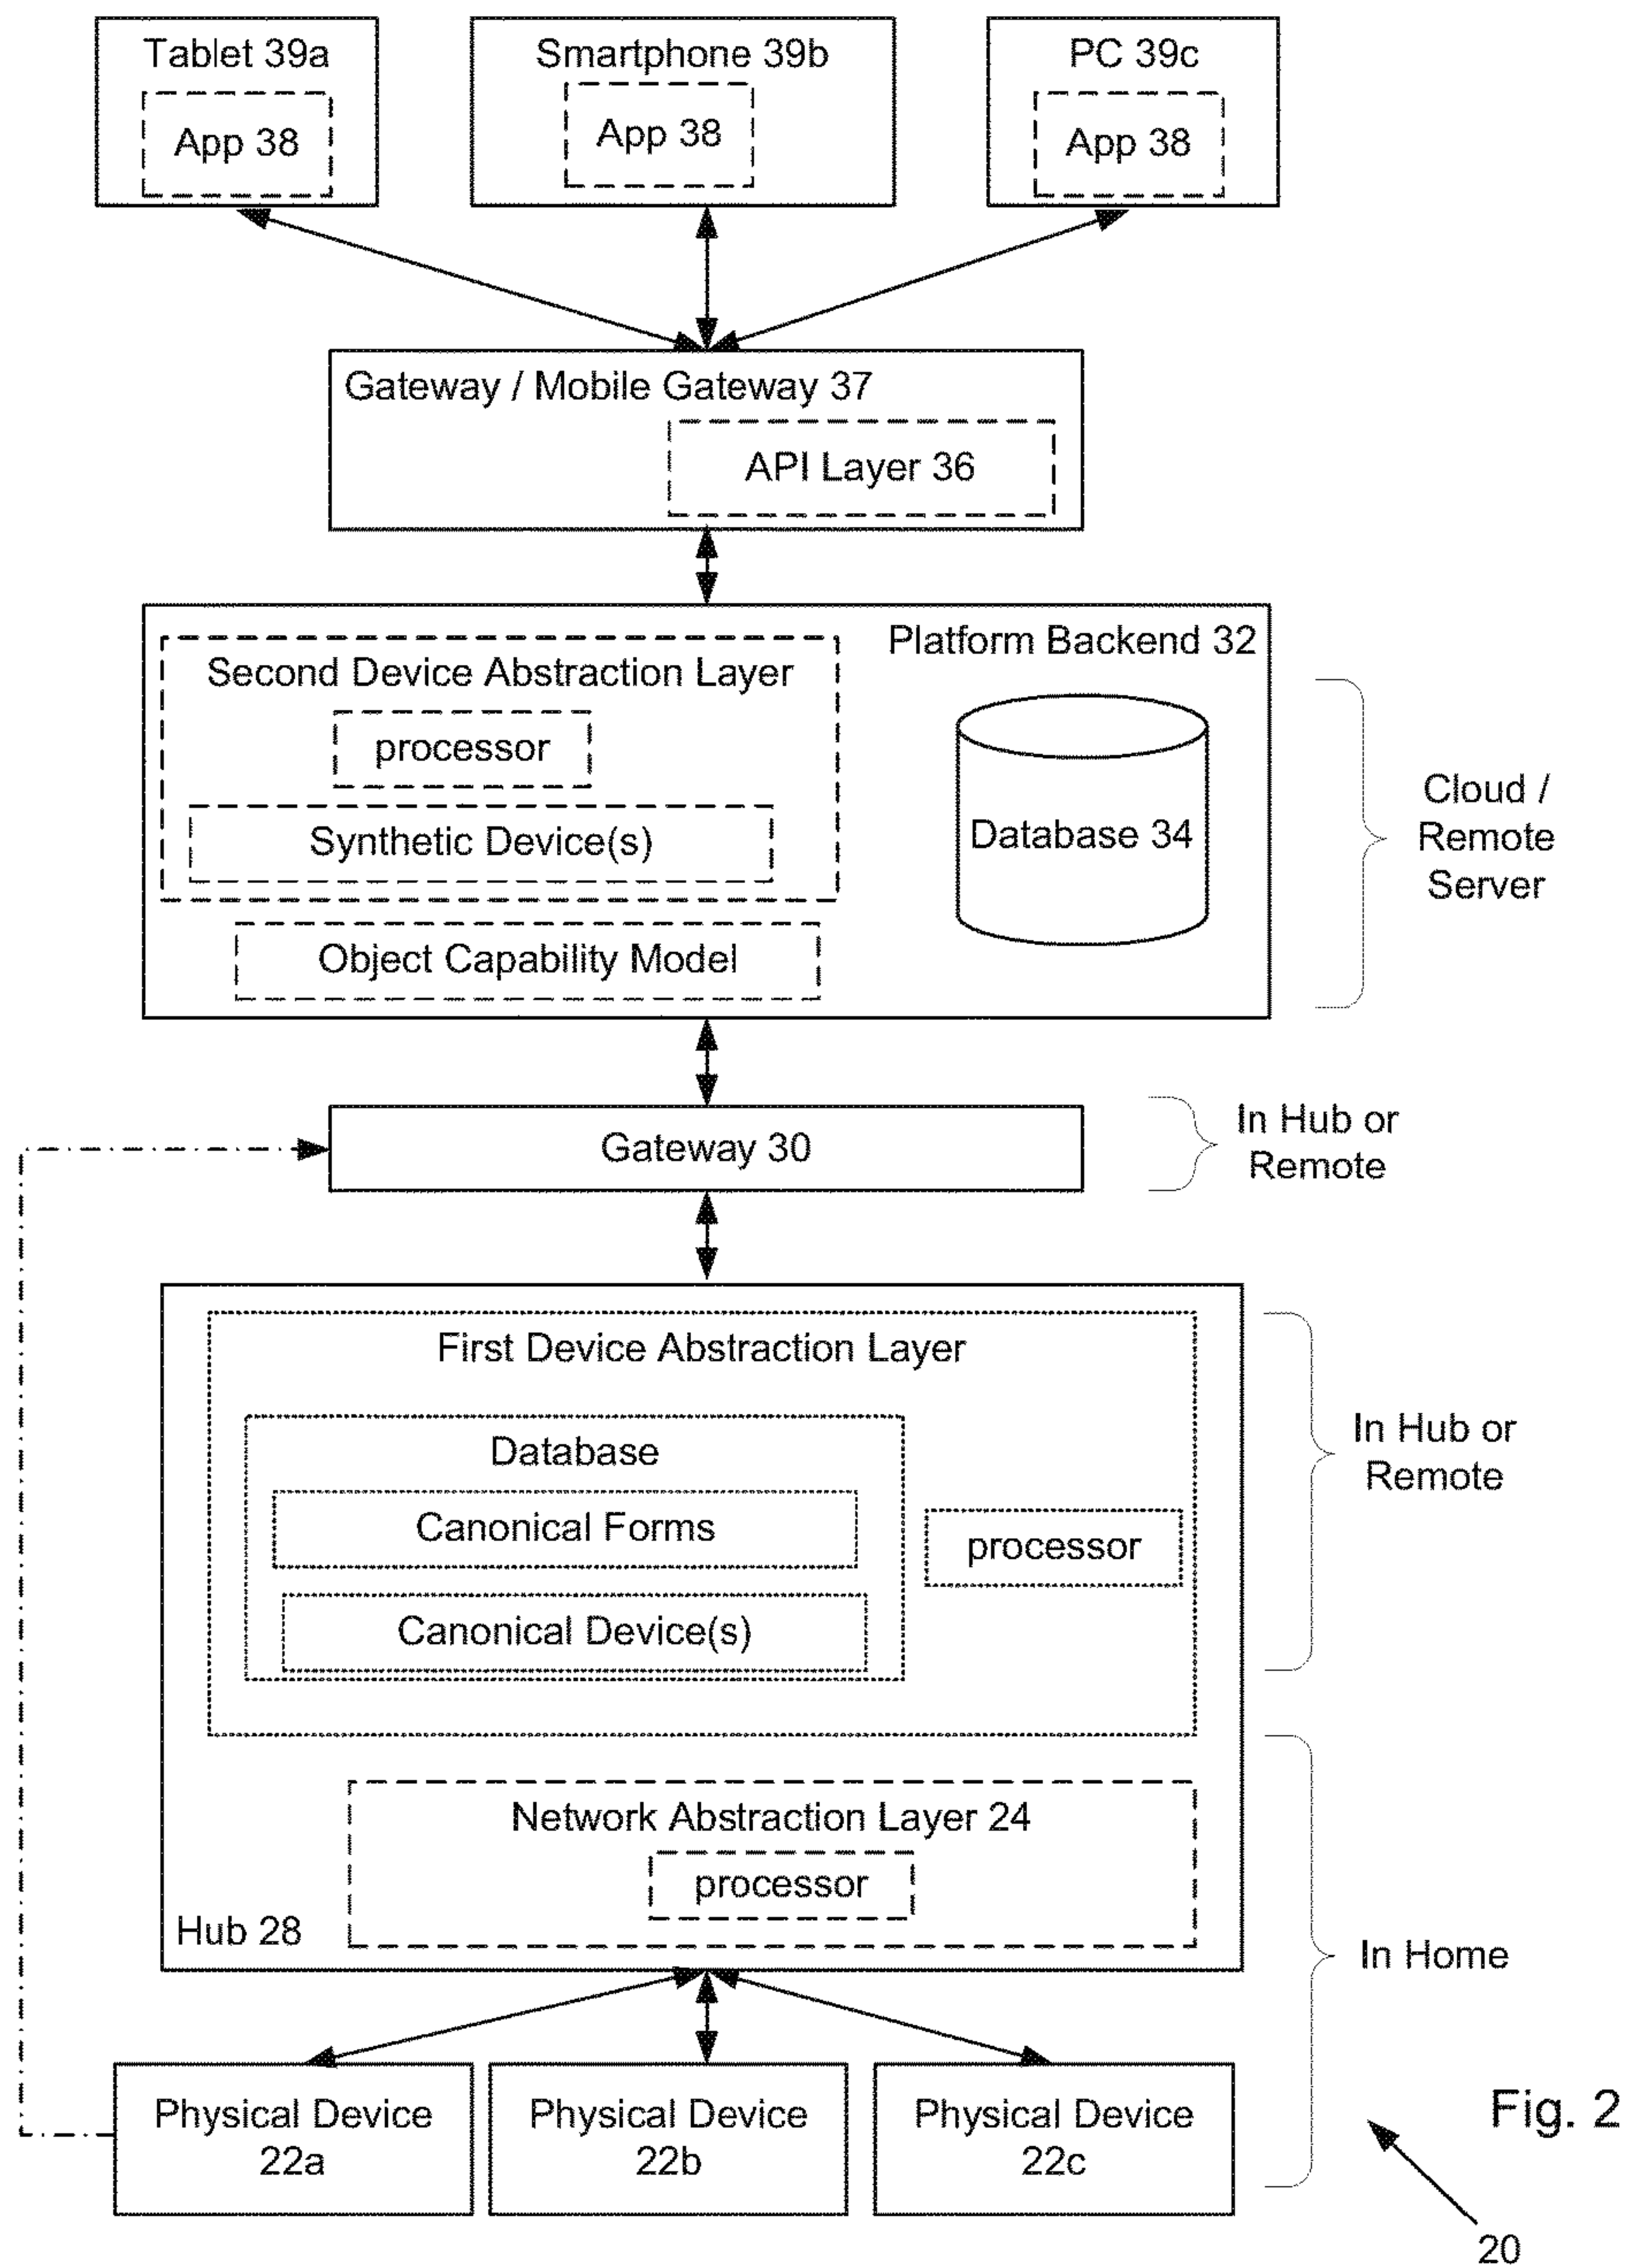 Tablet 39a
App 38
Smartphone 39b
App 38
PC 39c
App 38
Gateway / Mobile Gateway 37
API Layer 36
Platform Backend 32
Second Device Abstraction Layer
processor
Synthetic Device(s)
Object Capability Model
Database 34
Cloud /
Remote
Server
Gateway 30
In Hub or
Remote
First Device Abstraction Layer
Database
Canonical Forms
Canonical Device(s)
processor
In Hub or
Remote
Network Abstraction Layer 24
processor
Hub 28
In Home
Physical Device
22a
Physical Device
22b
Physical Device
22c
Fig. 2
20